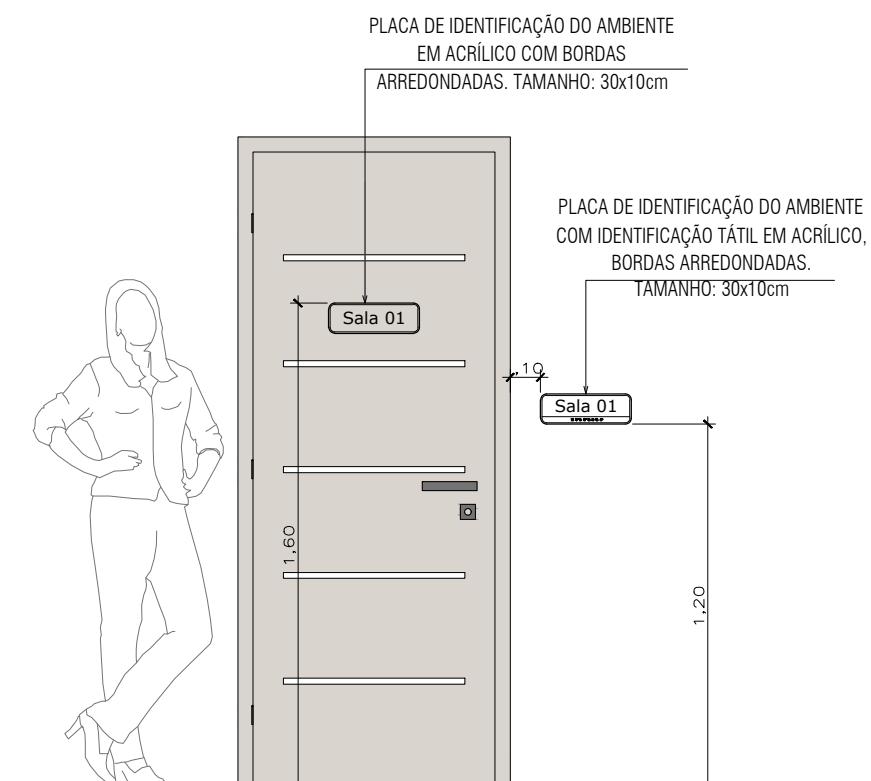 PLACA DE IDENTIFICAÇÃO DO AMBIENTE
EM ACRÍLICO COM BORDAS
ARREDONDADAS. TAMANHO: 30x10cm
PLACA DE IDENTIFICAÇÃO DO AMBIENTE
COM IDENTIFICAÇÃO TÁTIL EM ACRÍLICO,
BORDAS ARREDONDADAS.
TAMANHO: 30x10cm
Sala 01
,10
Sala 01
1,60
1,20